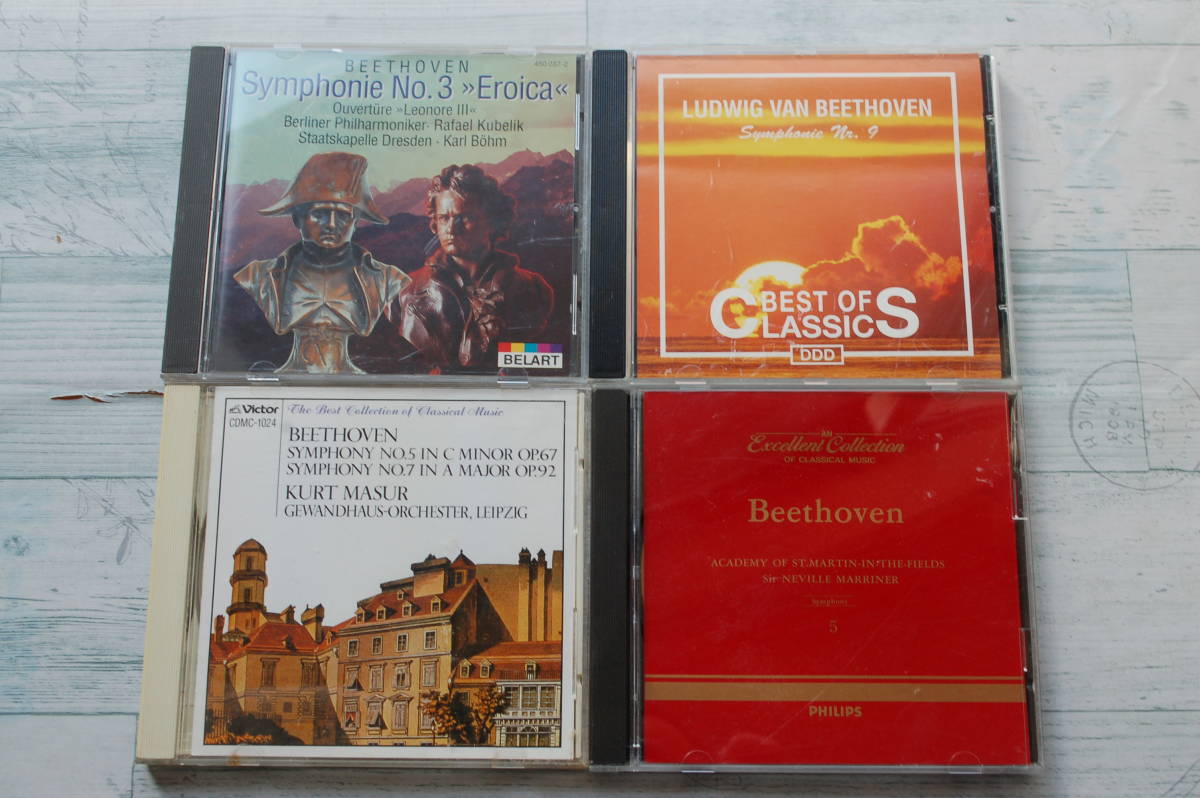 BEETHOVEN
450 037-2
Symphonie No. 3 »Eroica«
Ouvertüre »Leonore III«
Berliner Philharmoniker · Rafael Kubelik
Staatskapelle Dresden · Karl Böhm
BELART
LUDWIG VAN BEETHOVEN
Symphonie Nr. 9
BEST OF
CLASSICS
DDD
Victor
CDMC-1024
The Best Collection of Classical Music
BEETHOVEN
SYMPHONY NO.5 IN C MINOR OP.67
SYMPHONY NO.7 IN A MAJOR OP.92
KURT MASUR
GEWANDHAUS-ORCHESTER, LEIPZIG
AN
Excellent Collection
OF CLASSICAL MUSIC
Beethoven
ACADEMY OF ST. MARTIN-IN-THE-FIELDS
Sir NEVILLE MARRINER
Symphony
5
PHILIPS